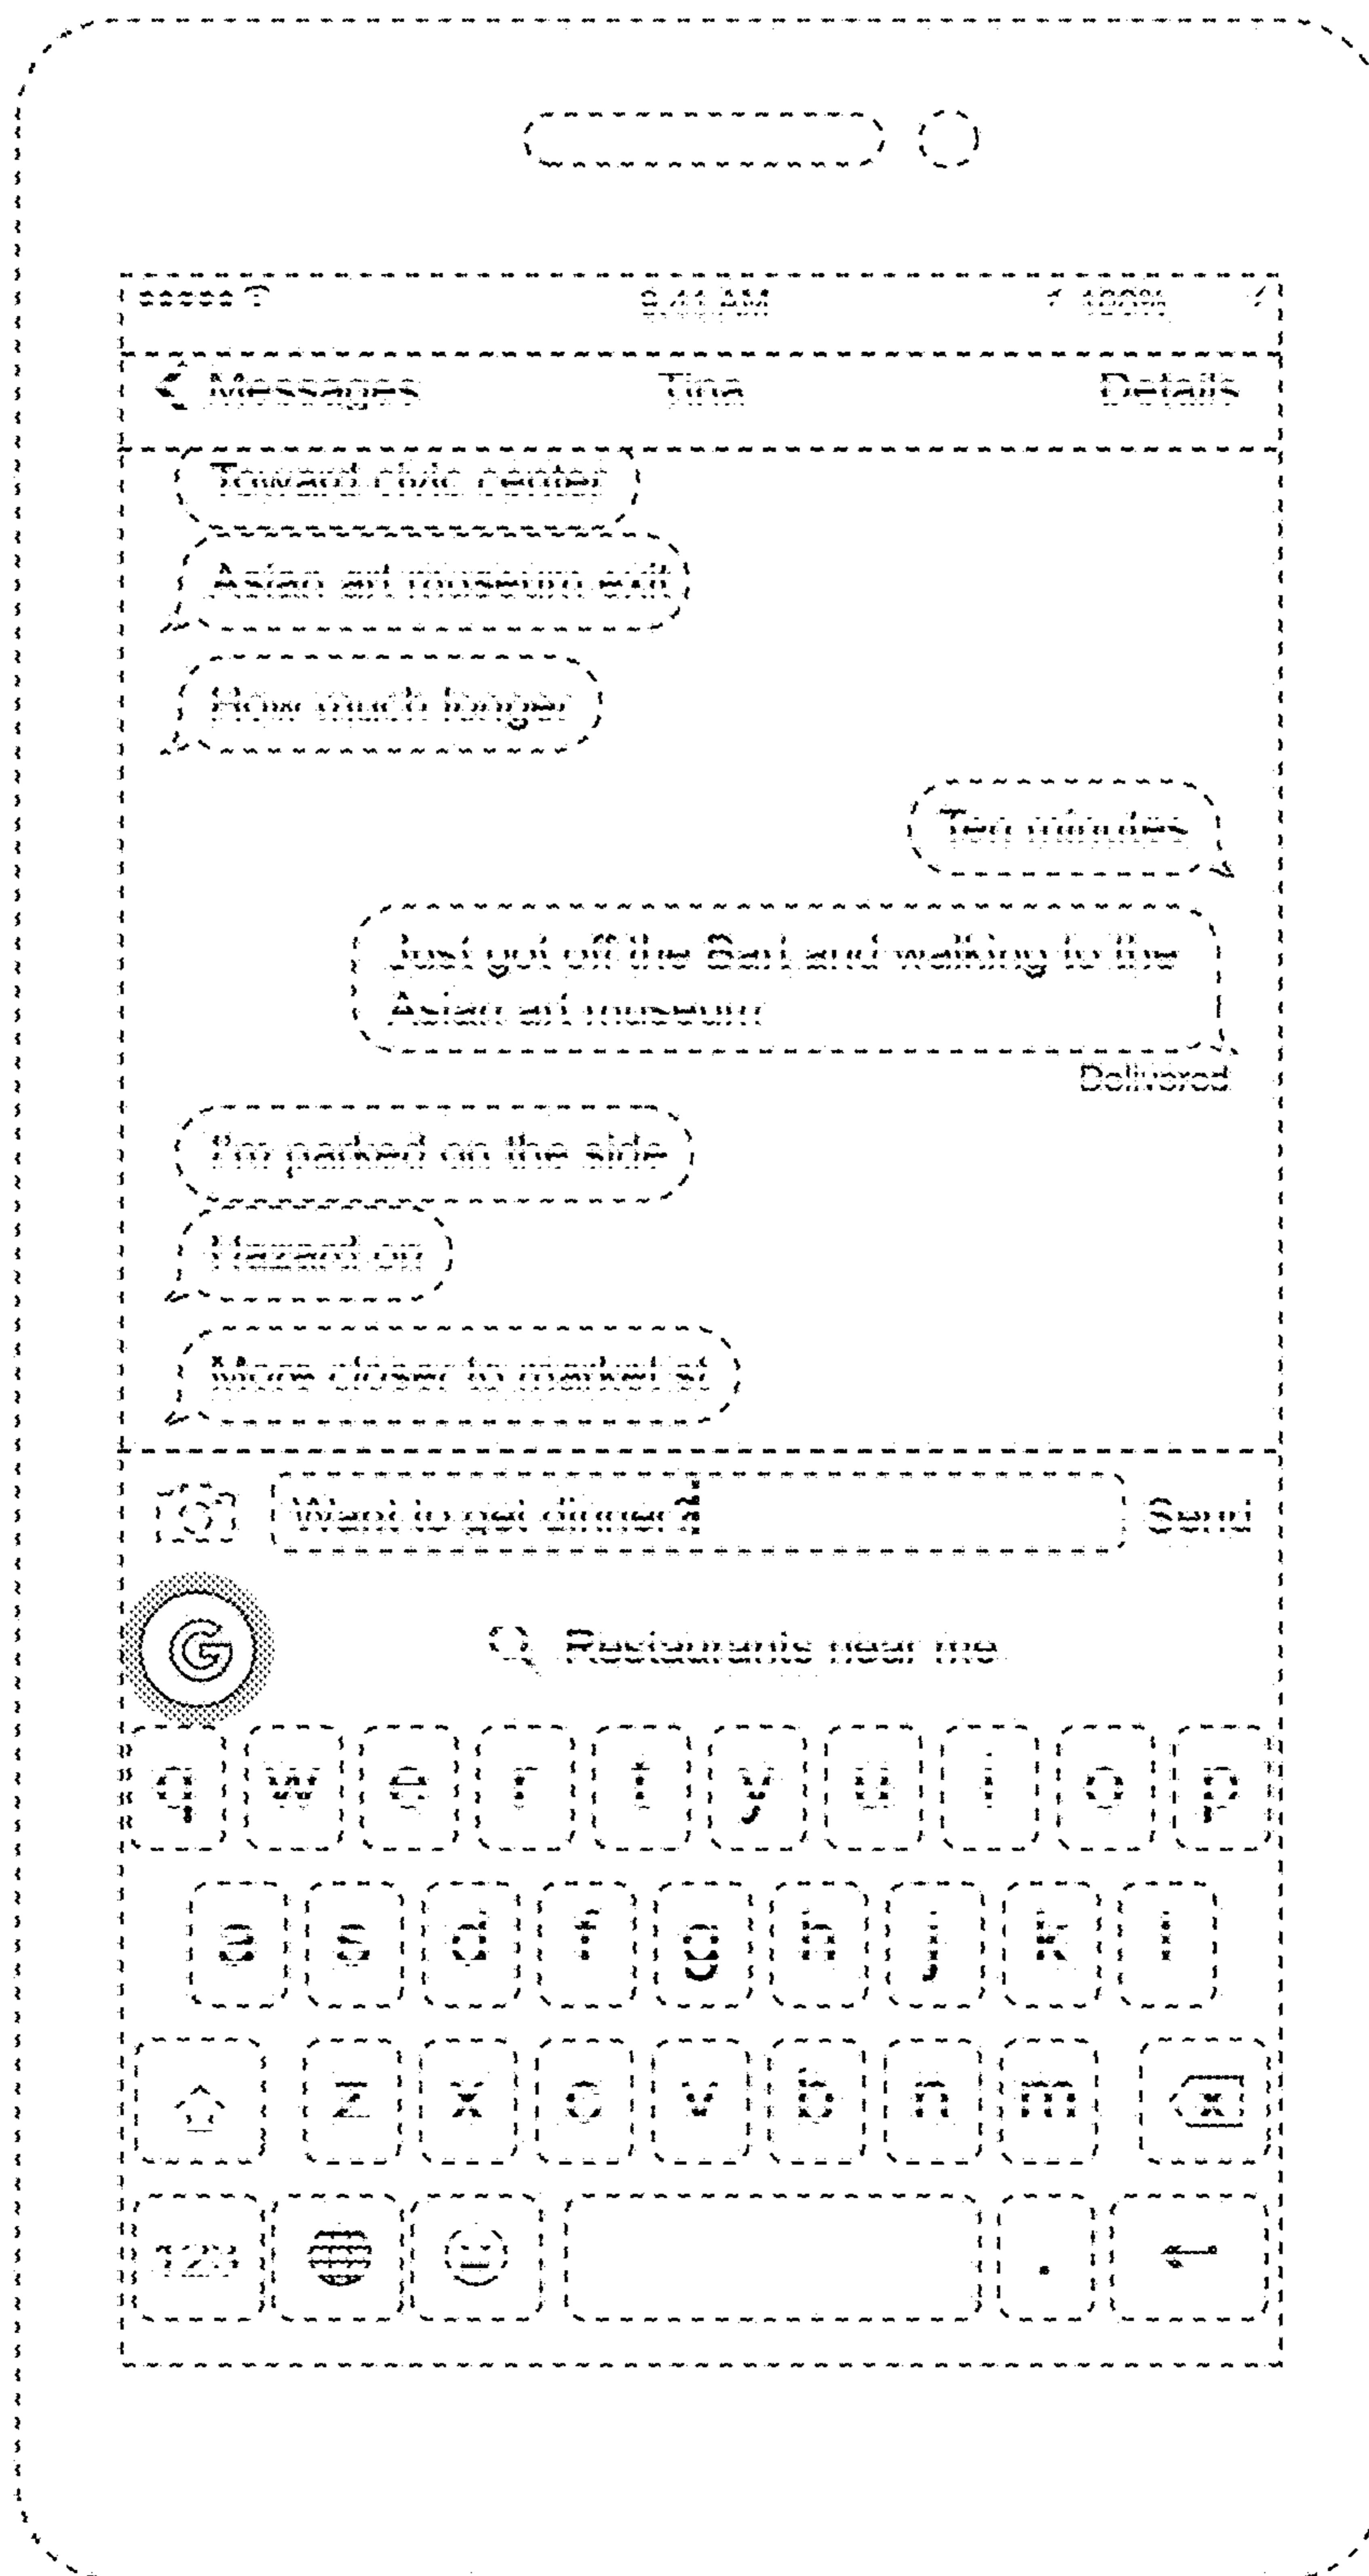 9:41 AM 100%
Messages Tina Details
Toward civic center
Asian art museum exit
How much longer
Ten minutes
Just got off the Bart and walking to the
Asian art museum
Delivered
I'm parked on the side
Hazard on
More closer to market st
Want to get dinner? Send
G Restaurants near me
q w e r t y u i o p
a s d f g h j k l
z x c v b n m x
123 .